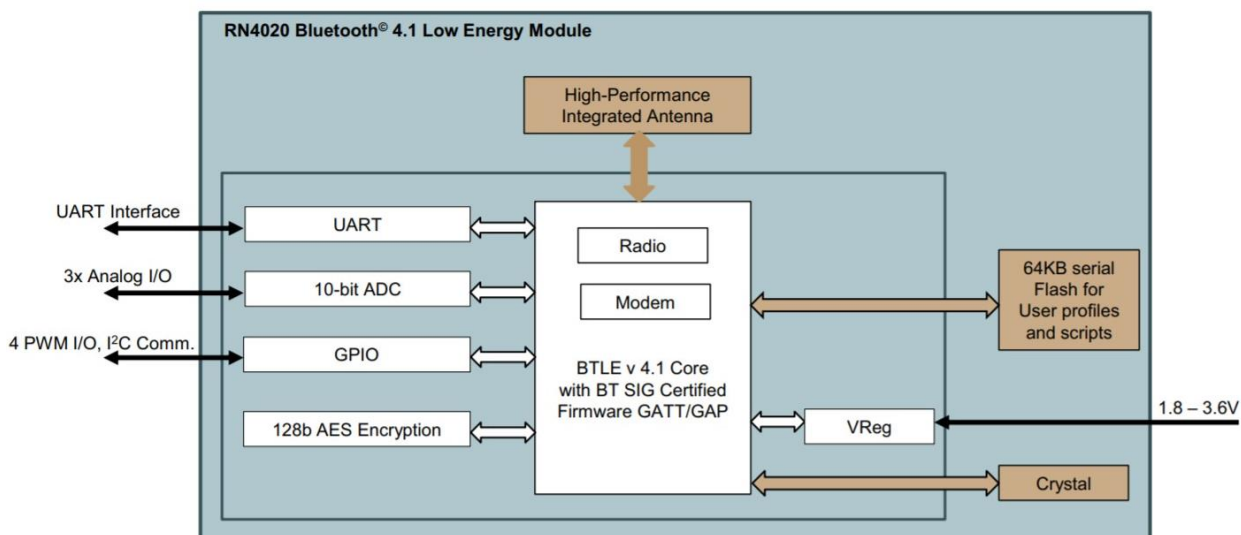 RN4020 Bluetooth© 4.1 Low Energy Module
High-Performance
Integrated Antenna
UART Interface
UART
3x Analog I/O
10-bit ADC
4 PWM I/O, I²C Comm.
GPIO
128b AES Encryption
Radio
Modem
BTLE v 4.1 Core
with BT SIG Certified
Firmware GATT/GAP
64KB serial
Flash for
User profiles
and scripts
VReg
1.8 – 3.6V
Crystal